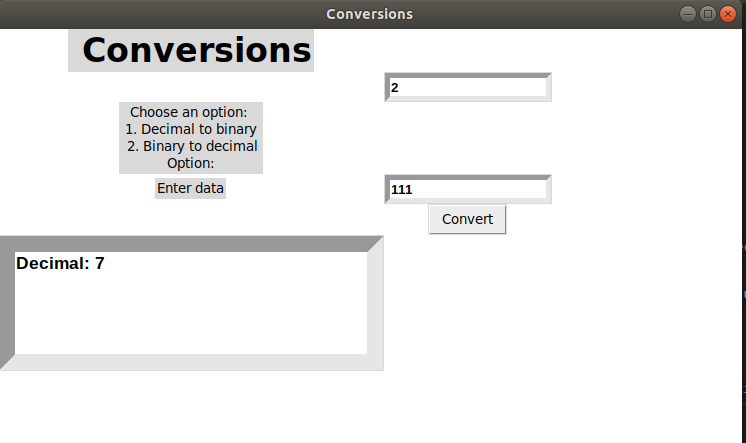 Conversions
Conversions
2
Choose an option:
1. Decimal to binary
2. Binary to decimal
Option:
Enter data
111
Convert
Decimal: 7